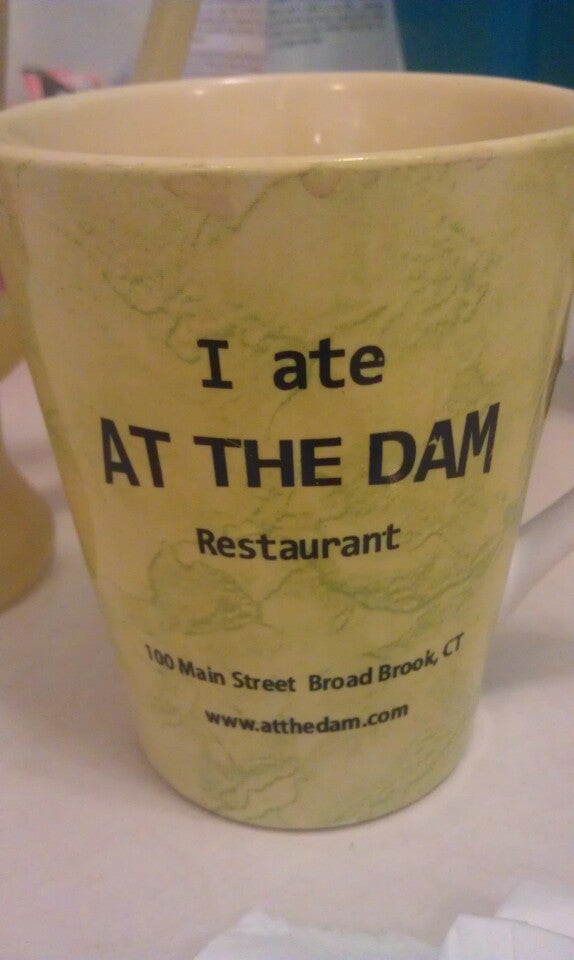 I ate
AT THE DAM
Restaurant
100 Main Street Broad Brook, CT
www.atthedam.com